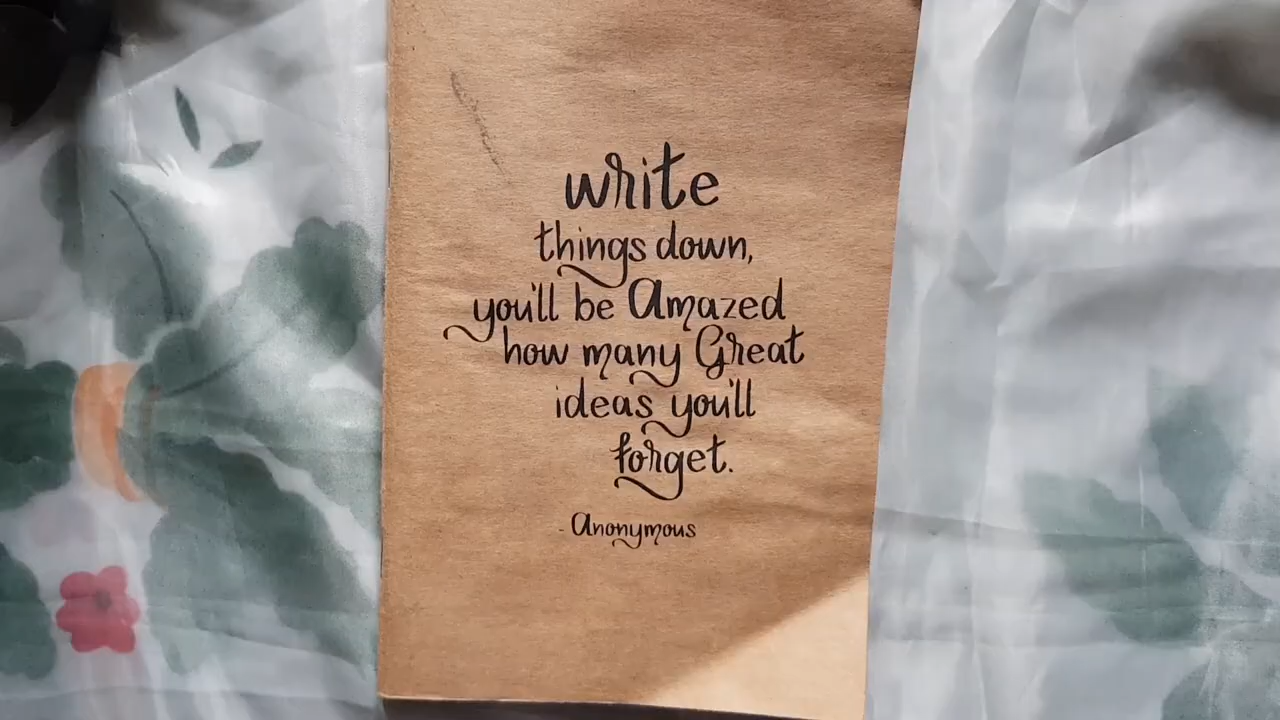 write
things down,
you'll be Amazed
how many Great
ideas you'll
forget.
- Anonymous